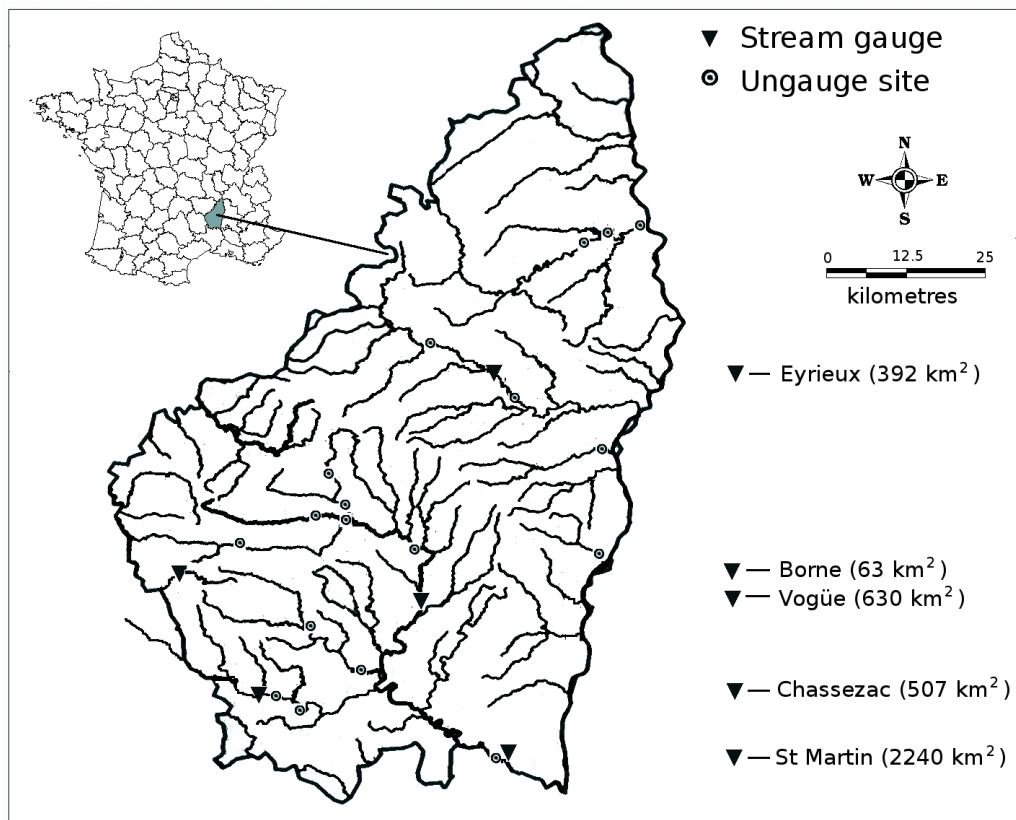 Stream gauge
Ungauge site
N
W E
S
0 12.5 25
kilometres
Eyrieux (392 km²)
Borne (63 km²)
Vogüe (630 km²)
Chassezac (507 km²)
St Martin (2240 km²)